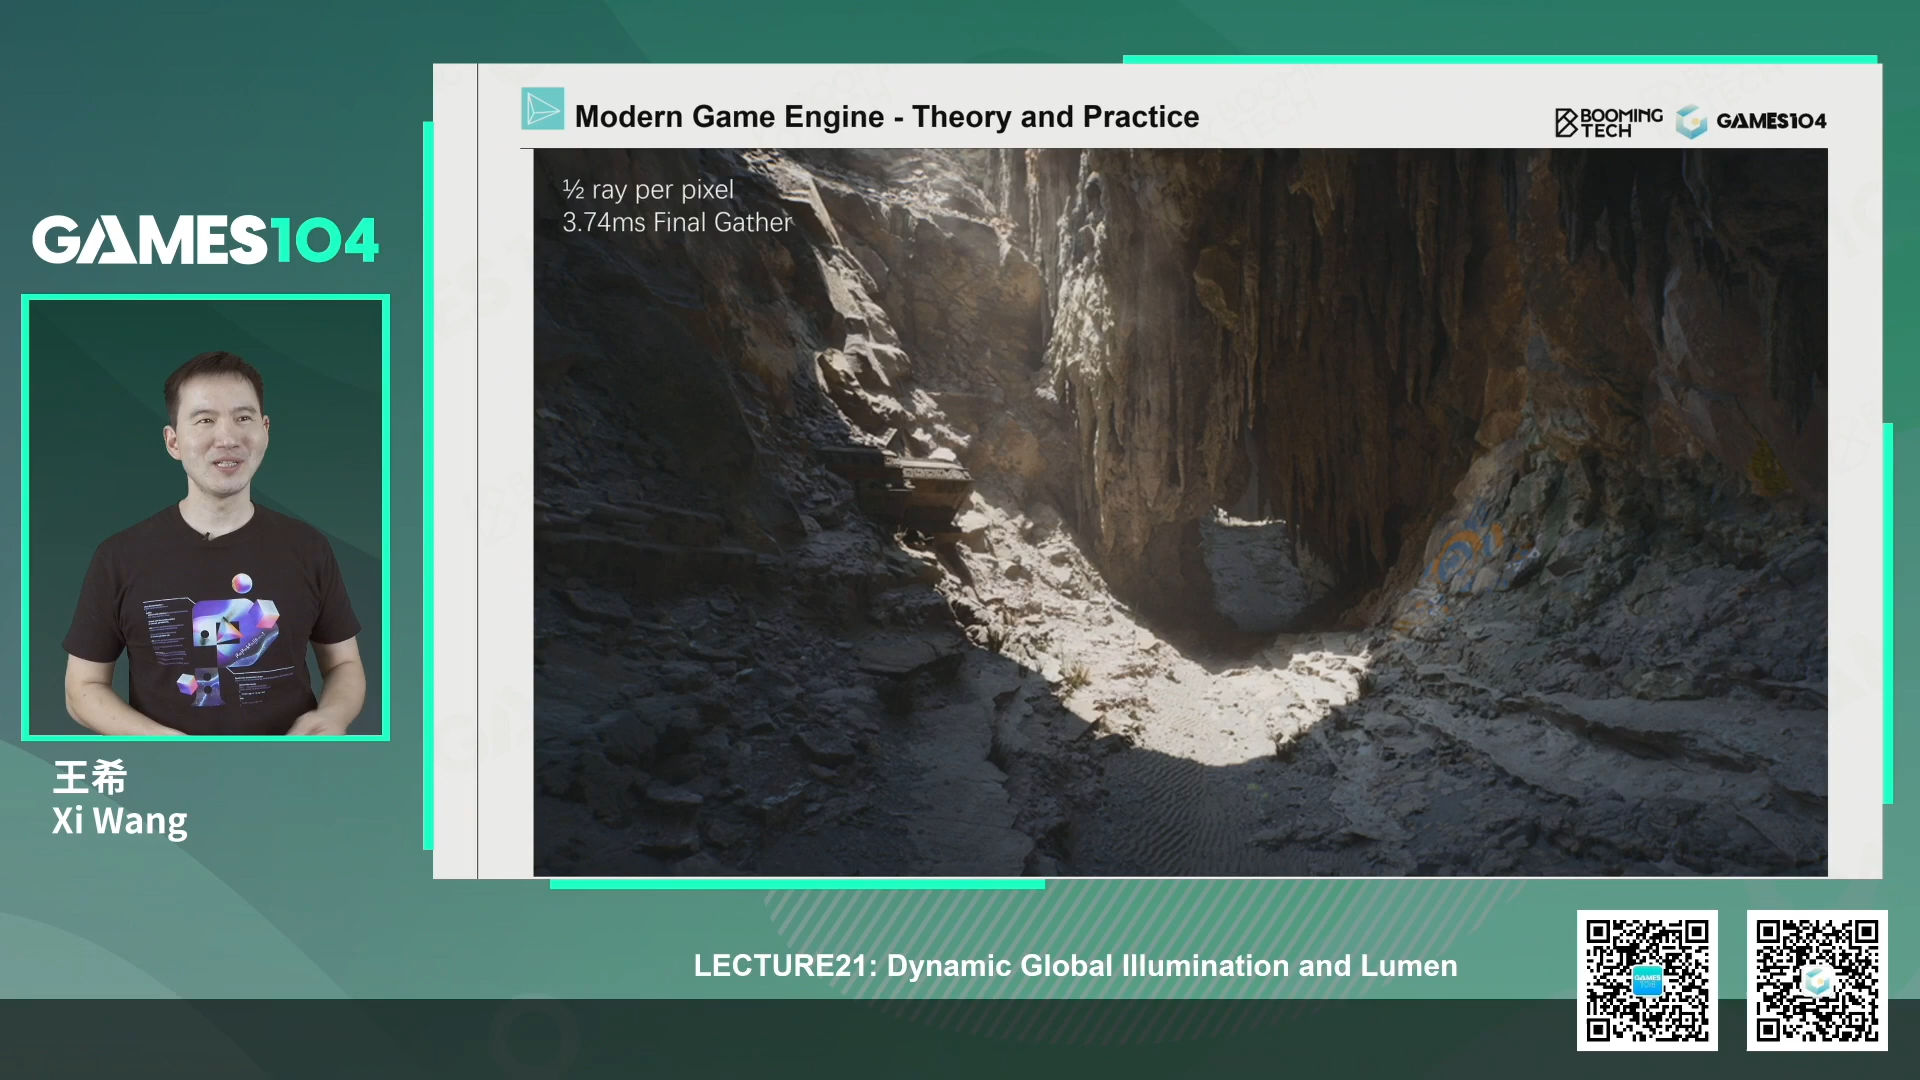 Modern Game Engine - Theory and Practice
BOOMING
TECH
GAMES104
½ ray per pixel
3.74ms Final Gather
GAMES104
王希
Xi Wang
LECTURE21: Dynamic Global Illumination and Lumen
GAMES